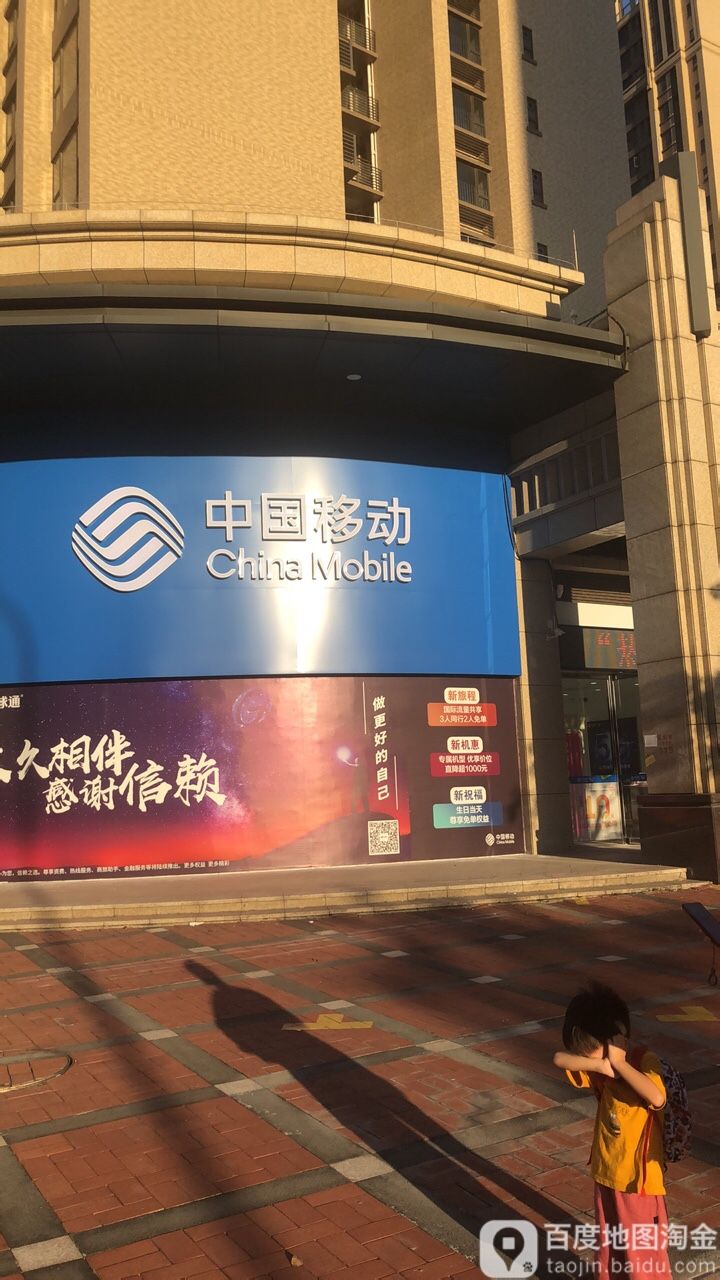 中国移动
China Mobile
球通
久相伴
感谢信赖
做更好的自己
新旅程
国际流量共享
3人同行2人免单
新机惠
专属机型 优享价位
直降超1000元
新祝福
生日当天
尊享免单权益
中国移动
China Mobile
百度地图淘金
taojin.baidu.com